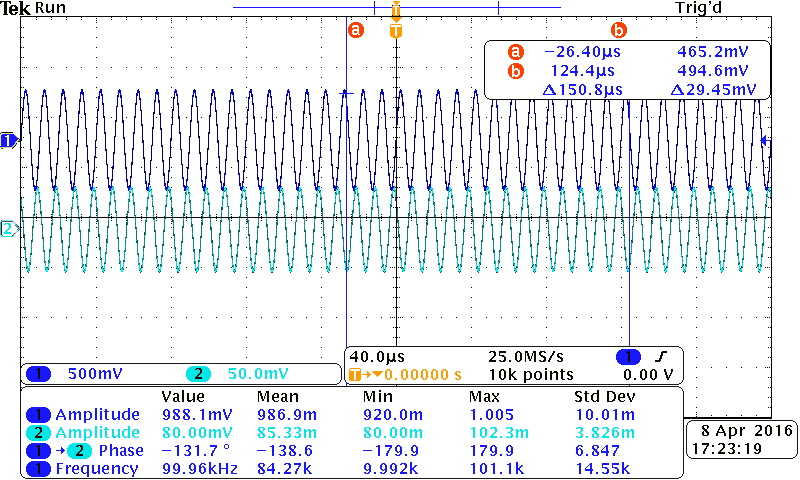 Tek Run Trig'd
T
a b
a −26.40µs 465.2mV
b 124.4µs 494.6mV
Δ150.8µs Δ29.45mV
1
2
1 500mV 2 50.0mV
40.0µs 25.0MS/s 1
T→▼0.00000 s 10k points 0.00 V
Value Mean Min Max Std Dev
1 Amplitude 988.1mV 986.9m 920.0m 1.005 10.01m
2 Amplitude 80.00mV 85.33m 80.00m 102.3m 3.826m
1 → 2 Phase −131.7 ° −138.6 −179.9 179.9 6.847
1 Frequency 99.96kHz 84.27k 9.992k 101.1k 14.55k
8 Apr 2016
17:23:19